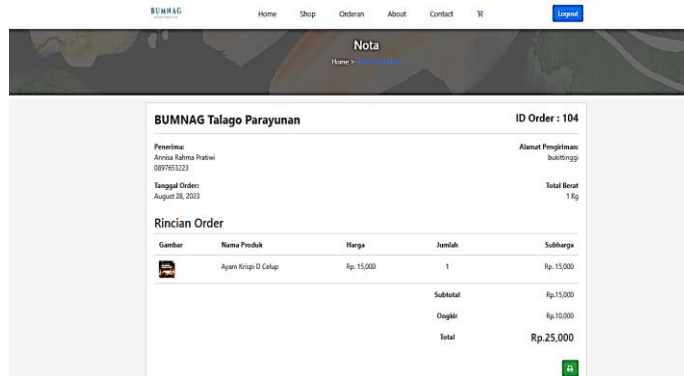 BUMNAG
Home Shop Orderan About Contact Logout
Nota
Home >
BUMNAG Talago Parayunan ID Order : 104
Penerima: Alamat Pengiriman:
Annisa Rahma Pratiwi bukittinggi
0897653223
Tanggal Order: Total Berat
August 28, 2023 1 Kg
Rincian Order
Gambar Nama Produk Harga Jumlah Subharga
Ayam Krispi D Celup Rp. 15,000 1 Rp. 15,000
Subtotal Rp.15,000
Ongkir Rp.10,000
Total Rp.25,000